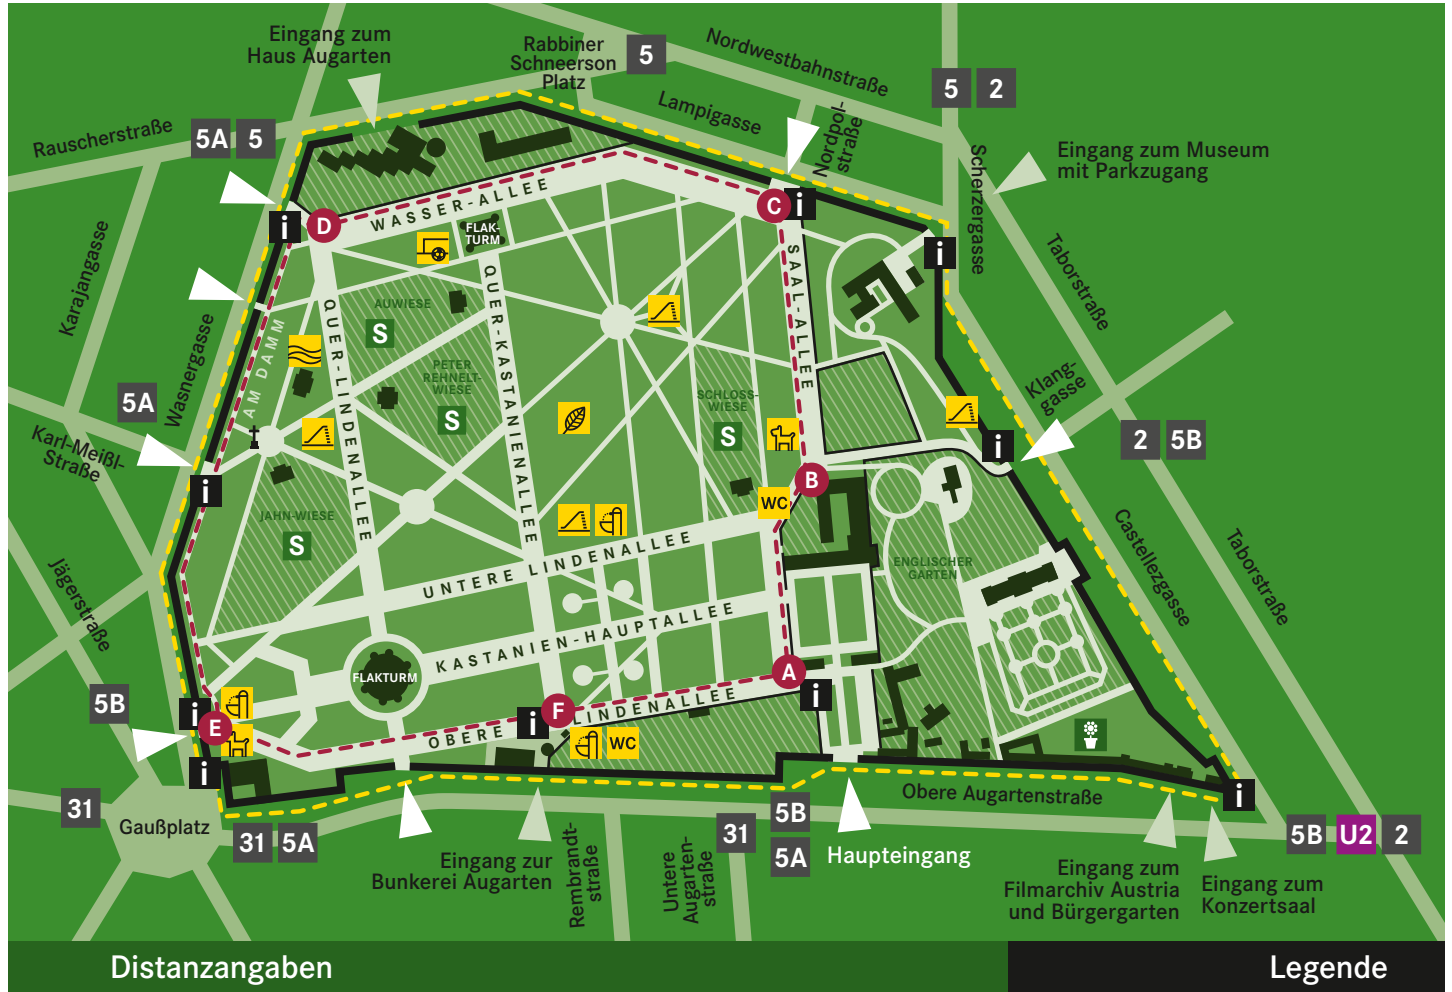 Eingang zum
Haus Augarten
Rabbiner
Schneerson
Platz
5
Nordwestbahnstraße
5 2
Rauscherstraße
5A 5
Lampigasse
Nordpol-
straße
Scherzergasse
Eingang zum Museum
mit Parkzugang
i
D
WASSER-ALLEE
FLAK-
TURM
C
i
i
Karajangasse
Taborstraße
AM DAMM
AUWIESE
S
QUER-LINDENALLEE
QUER-KASTANIENALLEE
SAAL-ALLEE
PETER
REHNELT-
WIESE
S
SCHLOSS-
WIESE
S
Wasnergasse
5A
Klang-
gasse
2 5B
Karl-Meißl-
Straße
i
i
B
WC
JAHN-WIESE
S
UNTERE LINDENALLEE
ENGLISCHER
GARTEN
Castellezgasse
Taborstraße
Jägerstraße
KASTANIEN-HAUPTALLEE
FLAKTURM
A
i
5B
i
E
i
F
i
OBERE LINDENALLEE
WC
31
Gaußplatz
31 5A
Eingang zur
Bunkerei Augarten
Rembrandt-
straße
Untere
Augarten-
straße
31
5B
5A
Haupteingang
Obere Augartenstraße
i
5B U2 2
Eingang zum
Filmarchiv Austria
und Bürgergarten
Eingang zum
Konzertsaal
Distanzangaben
Legende